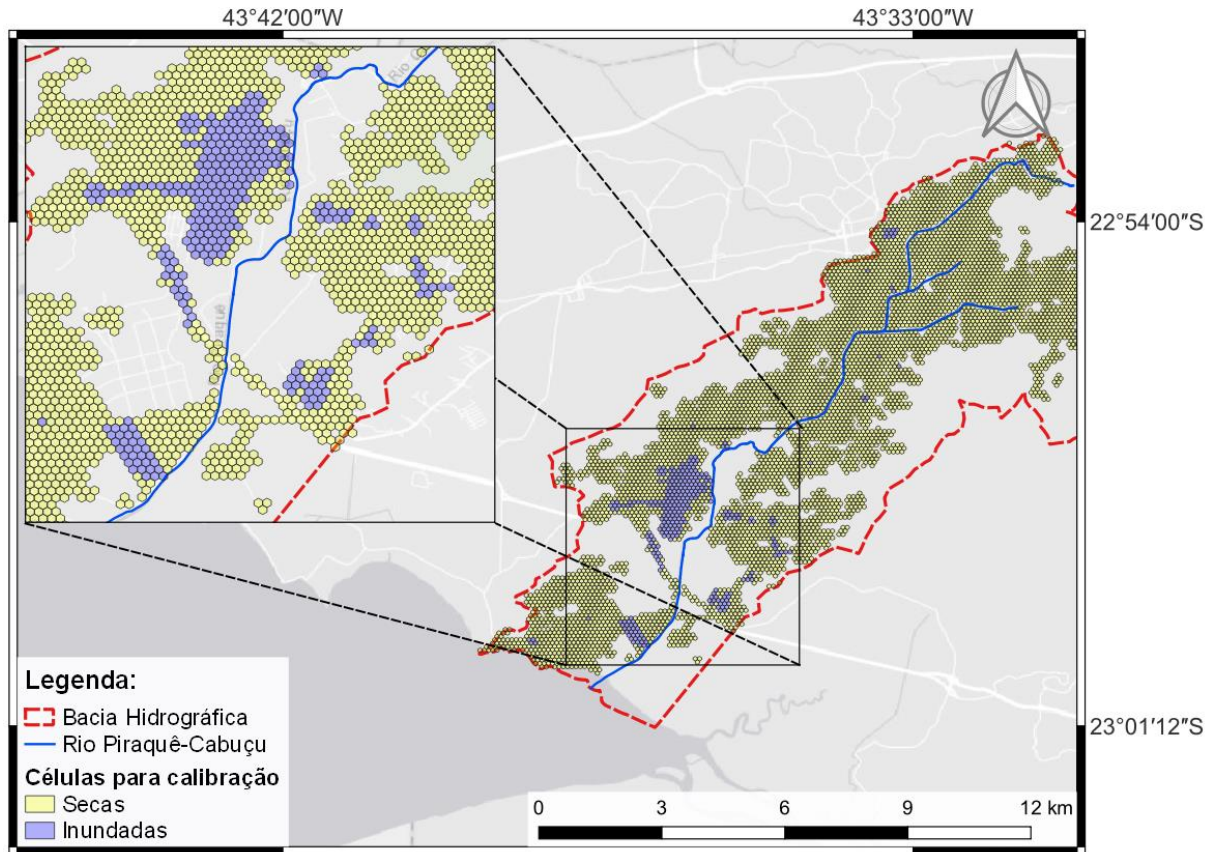 43°42'00"W
43°33'00"W
22°54'00"S
23°01'12"S
Legenda:
Bacia Hidrográfica
Rio Piraquê-Cabuçu
Células para calibração
Secas
Inundadas
0 3 6 9 12 km